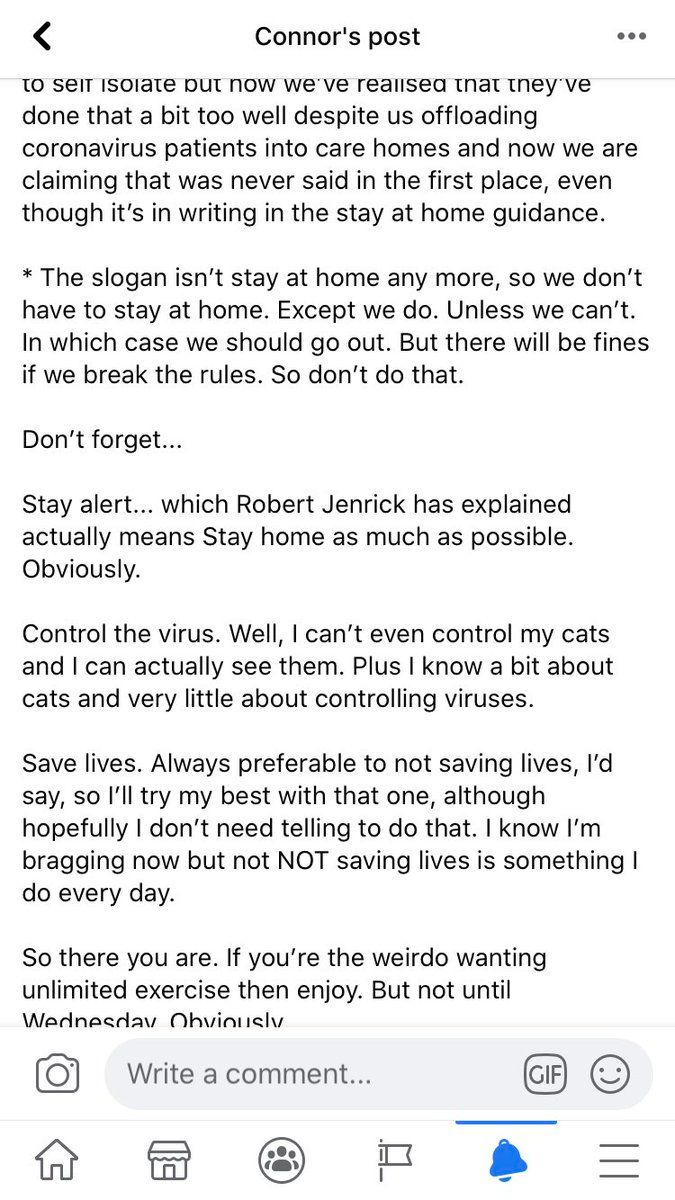 Connor's post
to self isolate but now we've realised that they've
done that a bit too well despite us offloading
coronavirus patients into care homes and now we are
claiming that was never said in the first place, even
though it’s in writing in the stay at home guidance.
* The slogan isn’t stay at home any more, so we don’t
have to stay at home. Except we do. Unless we can’t.
In which case we should go out. But there will be fines
if we break the rules. So don’t do that.
Don’t forget...
Stay alert... which Robert Jenrick has explained
actually means Stay home as much as possible.
Obviously.
Control the virus. Well, I can’t even control my cats
and I can actually see them. Plus I know a bit about
cats and very little about controlling viruses.
Save lives. Always preferable to not saving lives, I’d
say, so I’ll try my best with that one, although
hopefully I don’t need telling to do that. I know I’m
bragging now but not NOT saving lives is something I
do every day.
So there you are. If you’re the weirdo wanting
unlimited exercise then enjoy. But not until
Wednesday. Obviously
Write a comment...
GIF